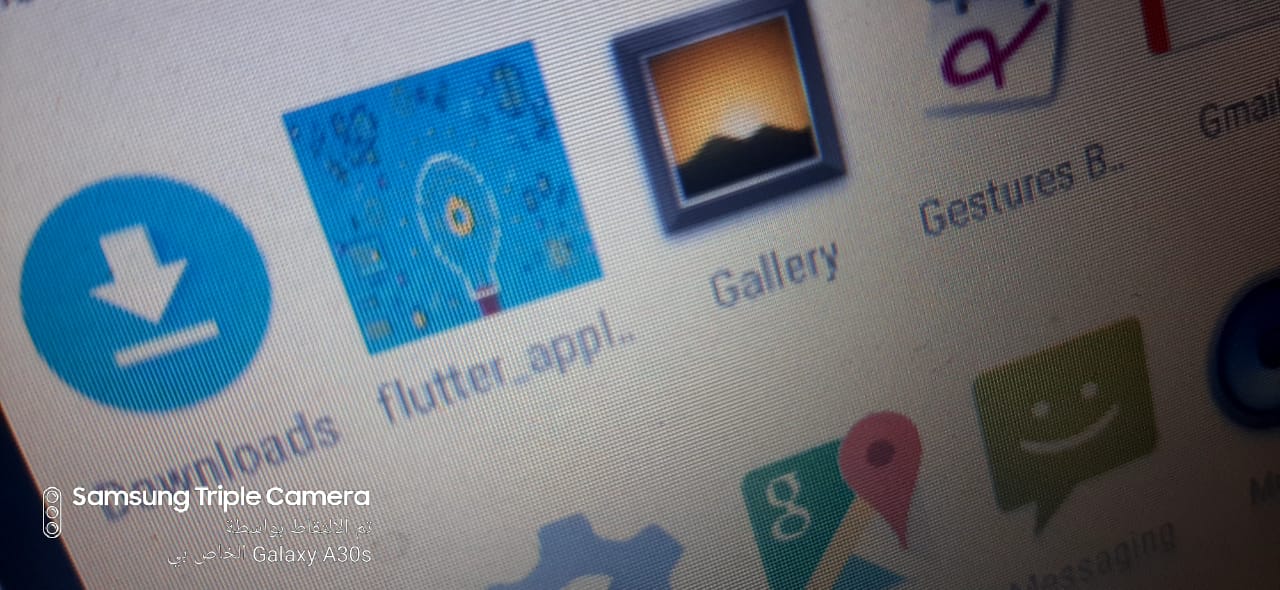 Gmail
Gestures B..
Gallery
flutter_appl..
Downloads
Messaging
g
Samsung Triple Camera
تم الالتقاط بواسطة
Galaxy A30s الخاص بي